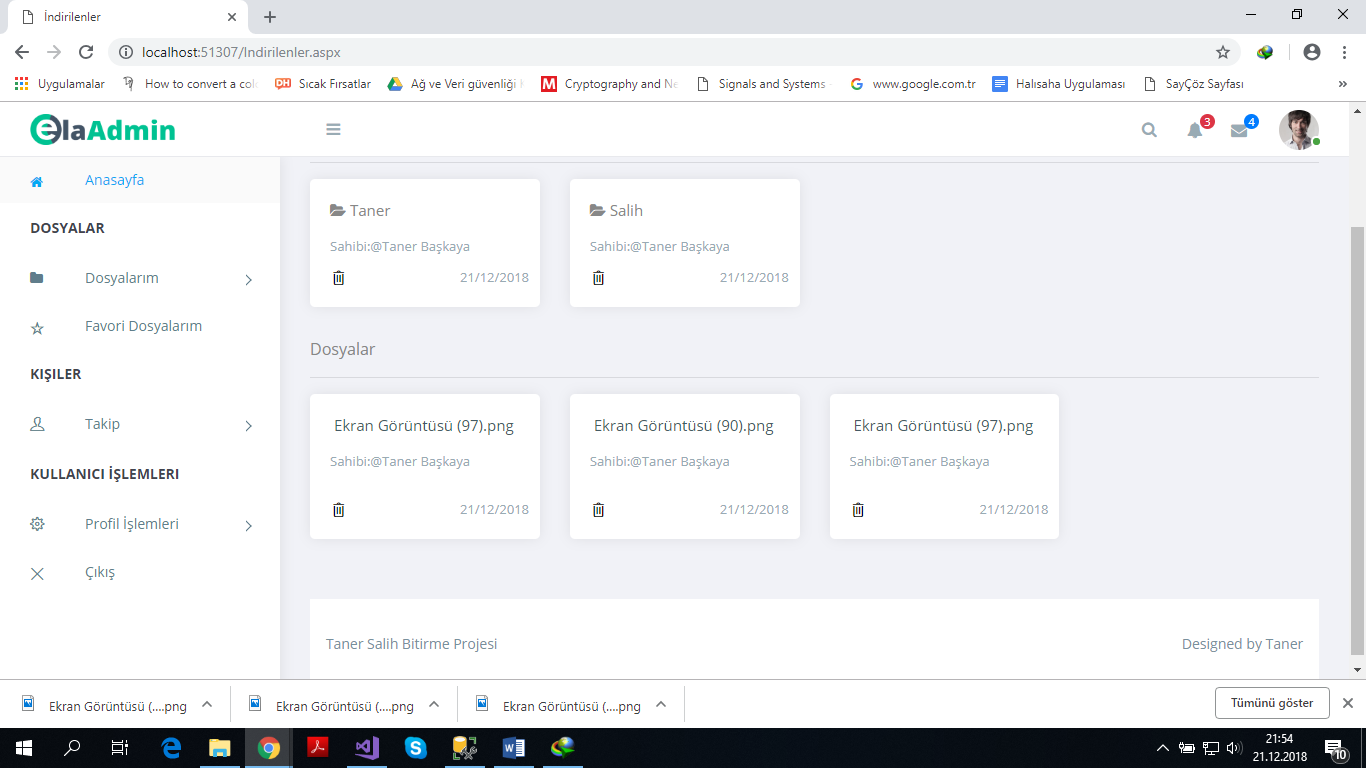 İndirilenler
localhost:51307/Indirilenler.aspx
Uygulamalar
How to convert a col
DH
Sıcak Fırsatlar
Ağ ve Veri güvenliği
M
Cryptography and Ne
Signals and Systems
www.google.com.tr
Halısaha Uygulaması
SayÇöz Sayfası
»
elaAdmin
3
4
Anasayfa
DOSYALAR
Dosyalarım
Favori Dosyalarım
KIŞILER
Takip
KULLANICI İŞLEMLERI
Profil İşlemleri
Çıkış
Taner
Sahibi:@Taner Başkaya
21/12/2018
Salih
Sahibi:@Taner Başkaya
21/12/2018
Dosyalar
Ekran Görüntüsü (97).png
Sahibi:@Taner Başkaya
21/12/2018
Ekran Görüntüsü (90).png
Sahibi:@Taner Başkaya
21/12/2018
Ekran Görüntüsü (97).png
Sahibi:@Taner Başkaya
21/12/2018
Taner Salih Bitirme Projesi
Designed by Taner
Ekran Görüntüsü (....png
Ekran Görüntüsü (....png
Ekran Görüntüsü (....png
Tümünü göster
21:54
21.12.2018
10